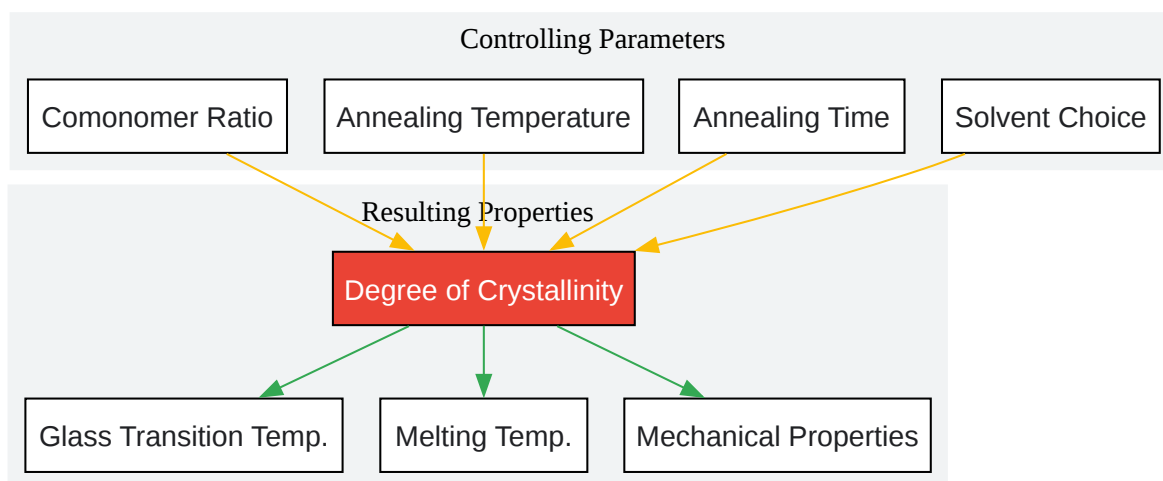 Controlling Parameters
Comonomer Ratio
Annealing Temperature
Annealing Time
Solvent Choice
Resulting Properties
Degree of Crystallinity
Glass Transition Temp.
Melting Temp.
Mechanical Properties